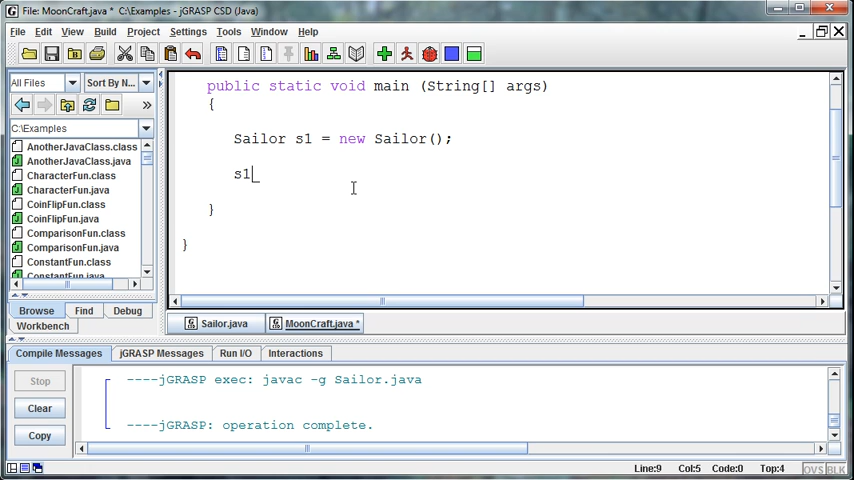 File: MoonCraft.java *  C:\Examples - jGRASP CSD (Java)
File Edit View Build Project Settings Tools Window Help
All Files Sort By N...
C:\Examples
AnotherJavaClass.class
AnotherJavaClass.java
CharacterFun.class
CharacterFun.java
CoinFlipFun.class
CoinFlipFun.java
ComparisonFun.class
ComparisonFun.java
ConstantFun.class
ConstantFun.java
Browse Find Debug
Workbench
public static void main (String[] args)
{
Sailor s1 = new Sailor();
s1
}
}
Sailor.java MoonCraft.java *
Compile Messages jGRASP Messages Run I/O Interactions
Stop
Clear
Copy
----jGRASP exec: javac -g Sailor.java
----jGRASP: operation complete.
Line:9 Col:5 Code:0 Top:4 OVS BLK